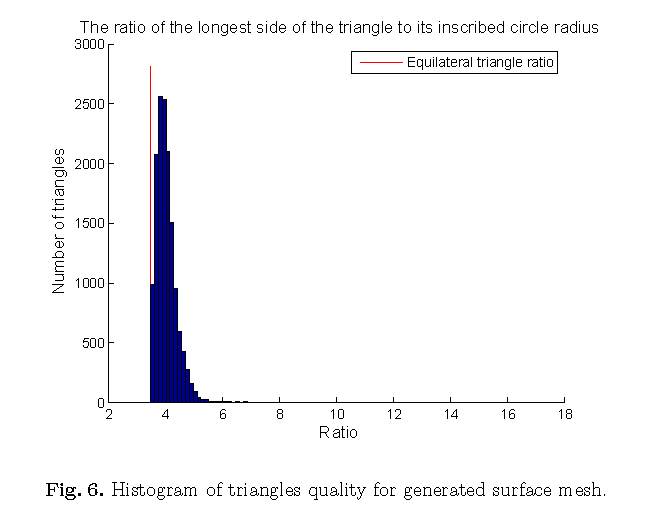 The ratio of the longest side of the triangle to its inscribed circle radius
3000
Equilateral triangle ratio
2500
2000
1500
1000
500
0
Number of triangles
2 4 6 8 10 12 14 16 18
Ratio
Fig. 6. Histogram of triangles quality for generated surface mesh.